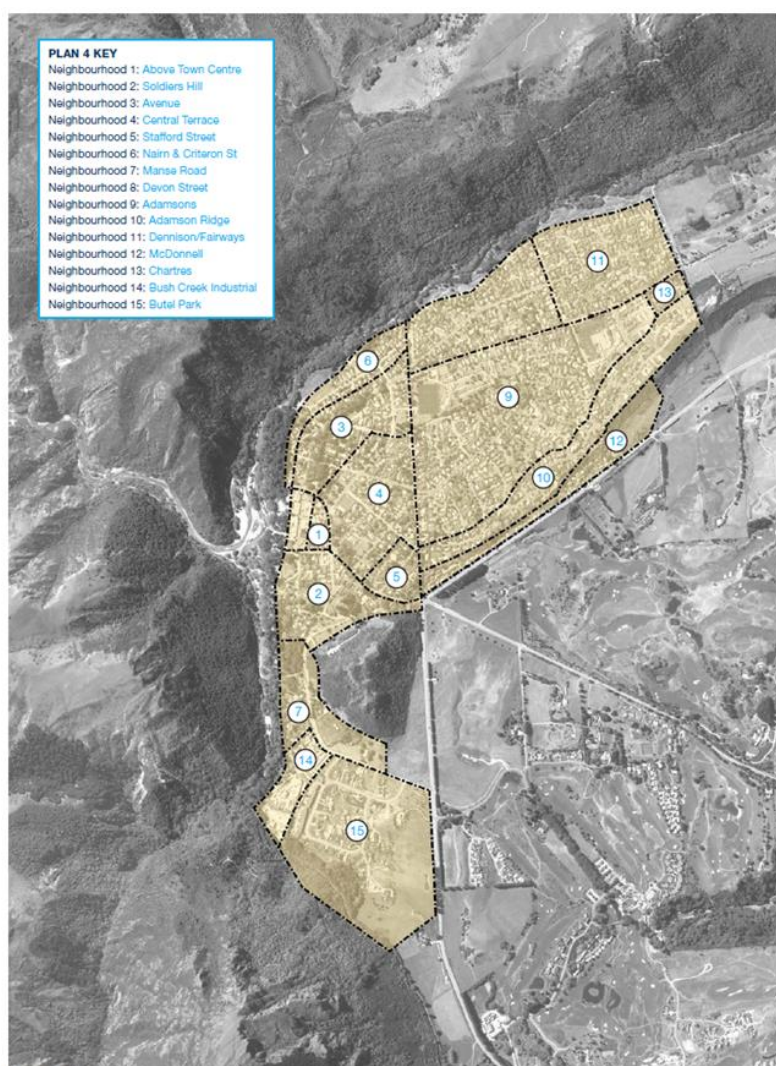 PLAN 4 KEY
Neighbourhood 1: Above Town Centre
Neighbourhood 2: Soldiers Hill
Neighbourhood 3: Avenue
Neighbourhood 4: Central Terrace
Neighbourhood 5: Stafford Street
Neighbourhood 6: Nairn & Criteron St
Neighbourhood 7: Manse Road
Neighbourhood 8: Devon Street
Neighbourhood 9: Adamsons
Neighbourhood 10: Adamson Ridge
Neighbourhood 11: Dennison/Fairways
Neighbourhood 12: McDonnell
Neighbourhood 13: Chartres
Neighbourhood 14: Bush Creek Industrial
Neighbourhood 15: Butel Park
11
13
6
9
3
12
10
4
1
5
2
7
14
15